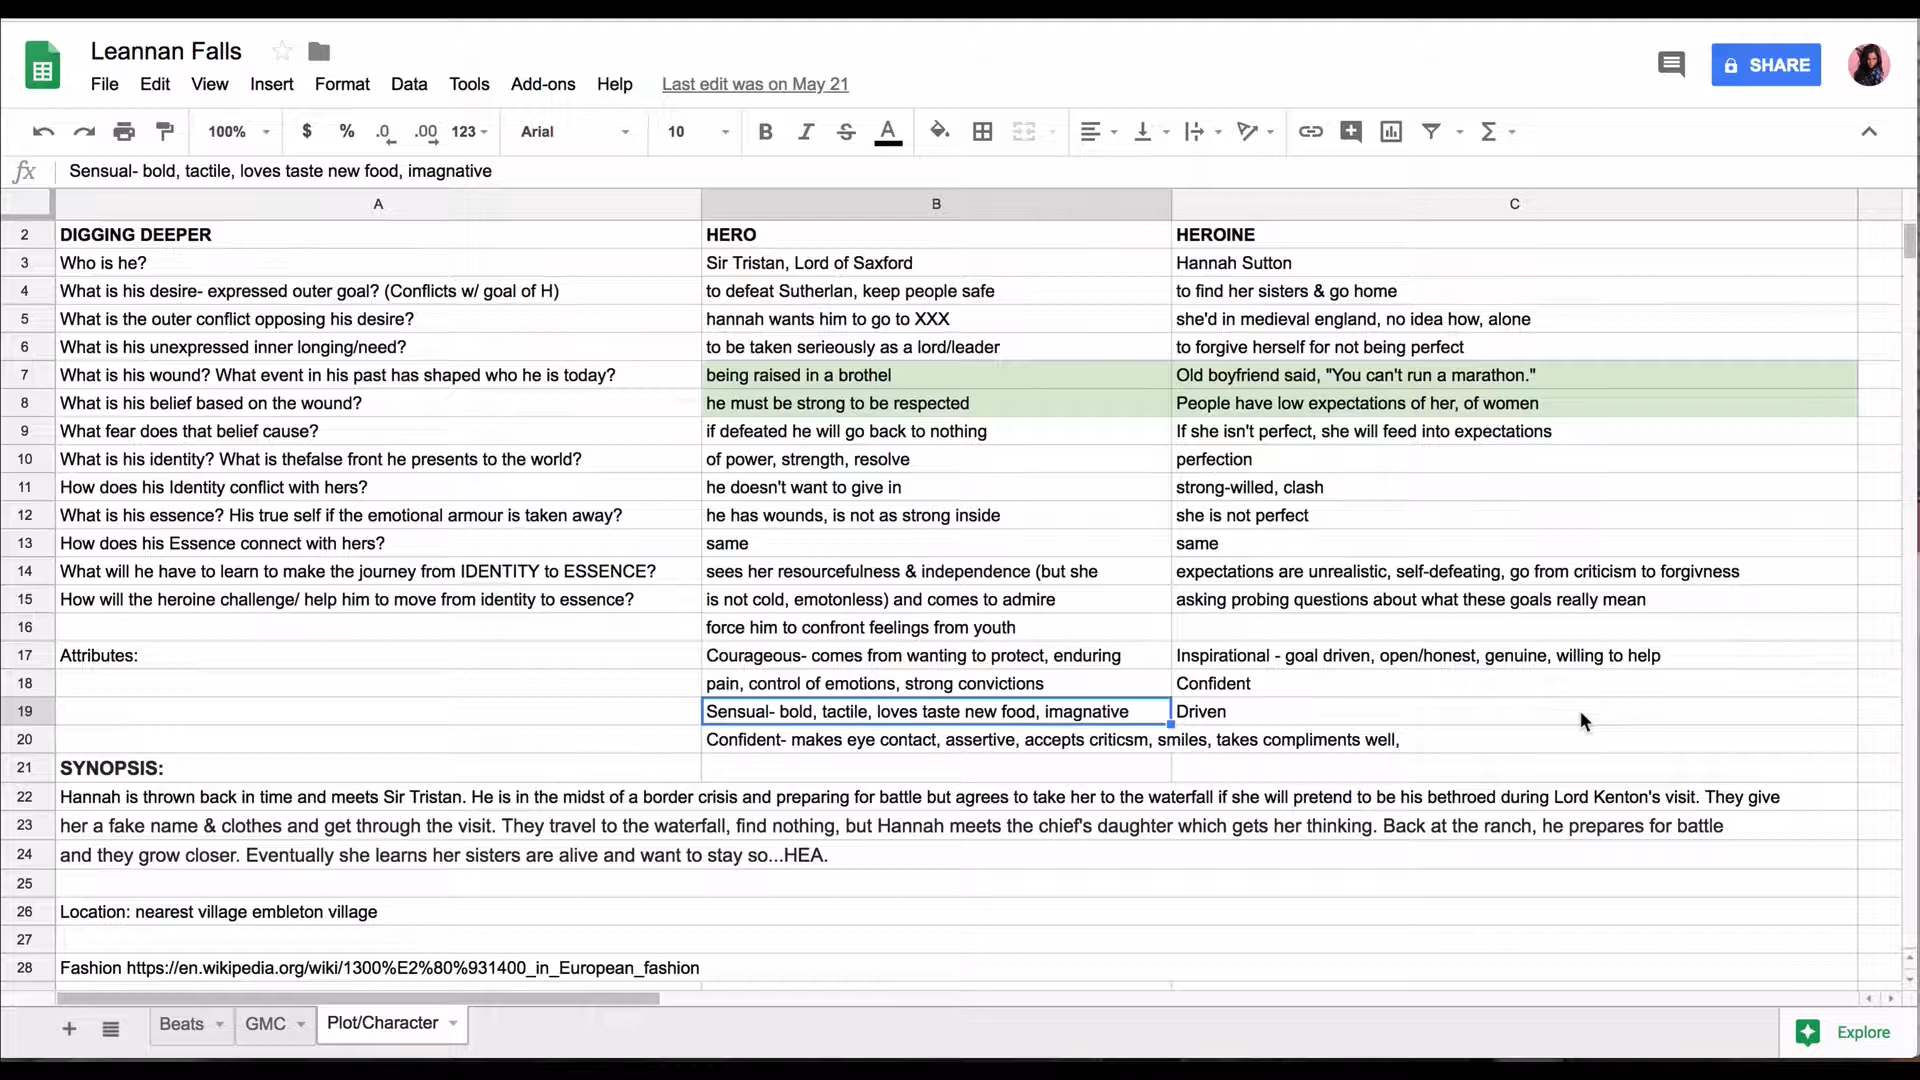 Leannan Falls
File Edit View Insert Format Data Tools Add-ons Help Last edit was on May 21
SHARE
100% $ % .0 .00 123 Arial 10 B I S A
fx Sensual- bold, tactile, loves taste new food, imagnative
A B C
2 DIGGING DEEPER HERO HEROINE
3 Who is he? Sir Tristan, Lord of Saxford Hannah Sutton
4 What is his desire- expressed outer goal? (Conflicts w/ goal of H) to defeat Sutherlan, keep people safe to find her sisters & go home
5 What is the outer conflict opposing his desire? hannah wants him to go to XXX she'd in medieval england, no idea how, alone
6 What is his unexpressed inner longing/need? to be taken serieously as a lord/leader to forgive herself for not being perfect
7 What is his wound? What event in his past has shaped who he is today? being raised in a brothel Old boyfriend said, "You can't run a marathon."
8 What is his belief based on the wound? he must be strong to be respected People have low expectations of her, of women
9 What fear does that belief cause? if defeated he will go back to nothing If she isn't perfect, she will feed into expectations
10 What is his identity? What is thefalse front he presents to the world? of power, strength, resolve perfection
11 How does his Identity conflict with hers? he doesn't want to give in strong-willed, clash
12 What is his essence? His true self if the emotional armour is taken away? he has wounds, is not as strong inside she is not perfect
13 How does his Essence connect with hers? same same
14 What will he have to learn to make the journey from IDENTITY to ESSENCE? sees her resourcefulness & independence (but she expectations are unrealistic, self-defeating, go from criticism to forgivness
15 How will the heroine challenge/ help him to move from identity to essence? is not cold, emotonless) and comes to admire asking probing questions about what these goals really mean
16 force him to confront feelings from youth
17 Attributes: Courageous- comes from wanting to protect, enduring Inspirational - goal driven, open/honest, genuine, willing to help
18 pain, control of emotions, strong convictions Confident
19 Sensual- bold, tactile, loves taste new food, imagnative Driven
20 Confident- makes eye contact, assertive, accepts criticsm, smiles, takes compliments well,
21 SYNOPSIS:
22 Hannah is thrown back in time and meets Sir Tristan. He is in the midst of a border crisis and preparing for battle but agrees to take her to the waterfall if she will pretend to be his bethroed during Lord Kenton's visit. They give
23 her a fake name & clothes and get through the visit. They travel to the waterfall, find nothing, but Hannah meets the chief's daughter which gets her thinking. Back at the ranch, he prepares for battle
24 and they grow closer. Eventually she learns her sisters are alive and want to stay so...HEA.
25
26 Location: nearest village embleton village
27
28 Fashion https://en.wikipedia.org/wiki/1300%E2%80%931400_in_European_fashion
Beats GMC Plot/Character Explore